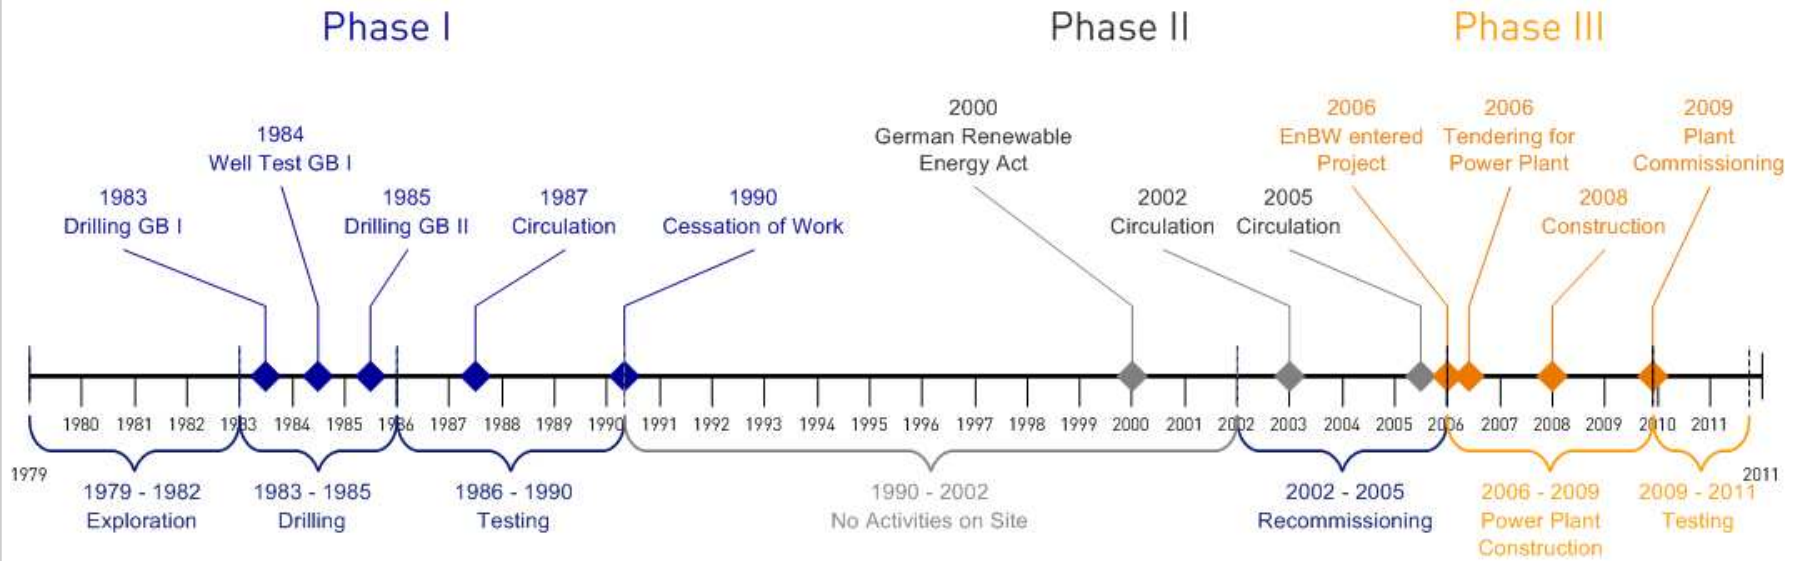 Phase I
Phase II
Phase III
1983
Drilling GB I
1984
Well Test GB I
1985
Drilling GB II
1987
Circulation
1990
Cessation of Work
2000
German Renewable
Energy Act
2002
Circulation
2005
Circulation
2006
EnBW entered
Project
2006
Tendering for
Power Plant
2008
Construction
2009
Plant
Commissioning
1980 1981 1982 1983 1984 1985 1986 1987 1988 1989 1990 1991 1992 1993 1994 1995 1996 1997 1998 1999 2000 2001 2002 2003 2004 2005 2006 2007 2008 2009 2010 2011
1979
2011
1979 - 1982
Exploration
1983 - 1985
Drilling
1986 - 1990
Testing
1990 - 2002
No Activities on Site
2002 - 2005
Recommissioning
2006 - 2009
Power Plant
Construction
2009 - 2011
Testing